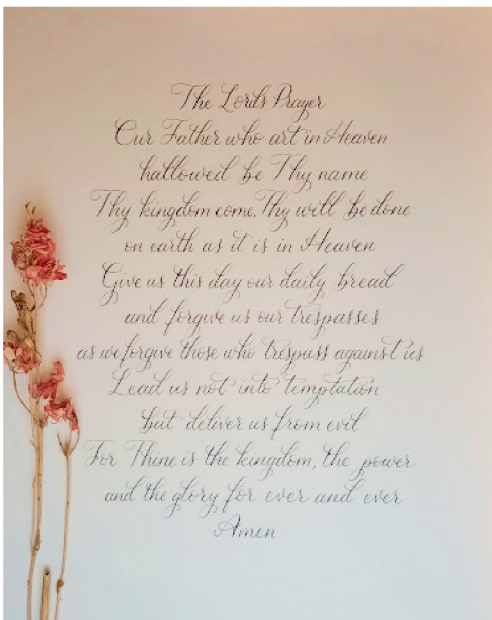 The Lords Prayer
Our Father who art in Heaven
hallowed be Thy name
Thy kingdom come, Thy will be done
on earth as it is in Heaven
Give us this day our daily bread
and forgive us our trespasses
as we forgive those who trespass against us
Lead us not into temptation
but deliver us from evil
For Thine is the kingdom, the power
and the glory for ever and ever
Amen